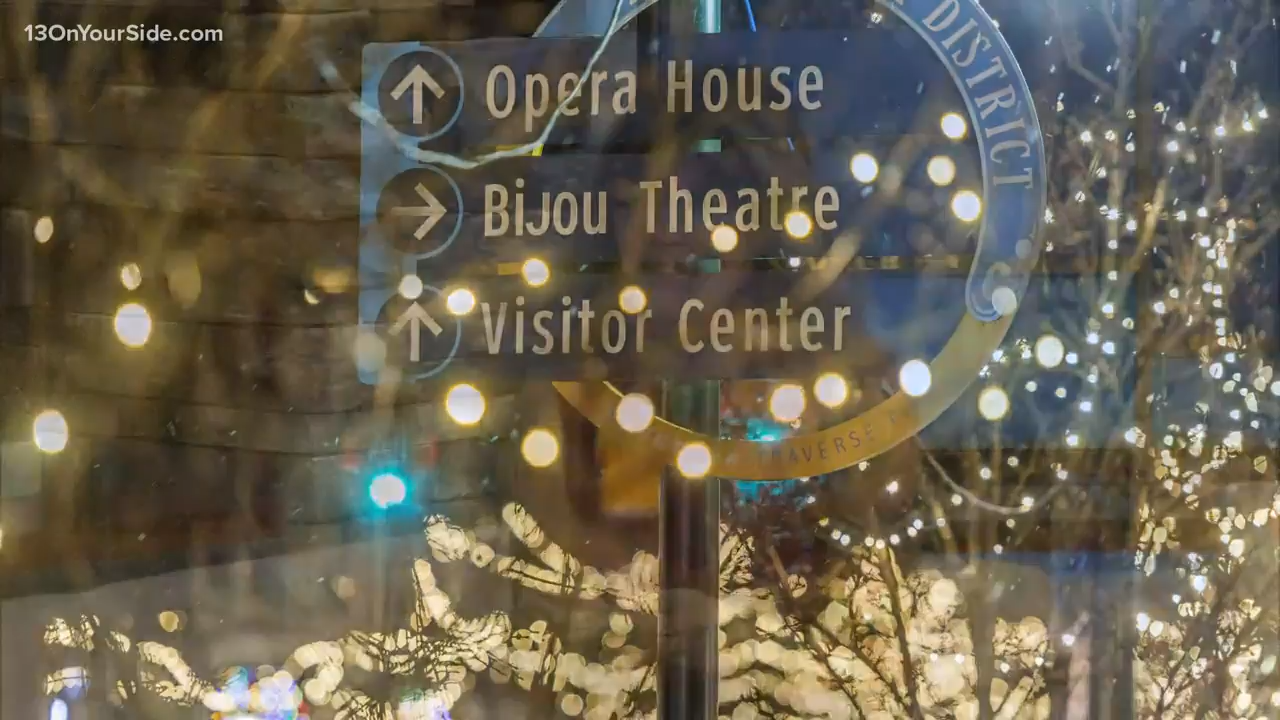 13OnYourSide.com
DISTRICT
Opera House
Bijou Theatre
Visitor Center
TRAVERSE